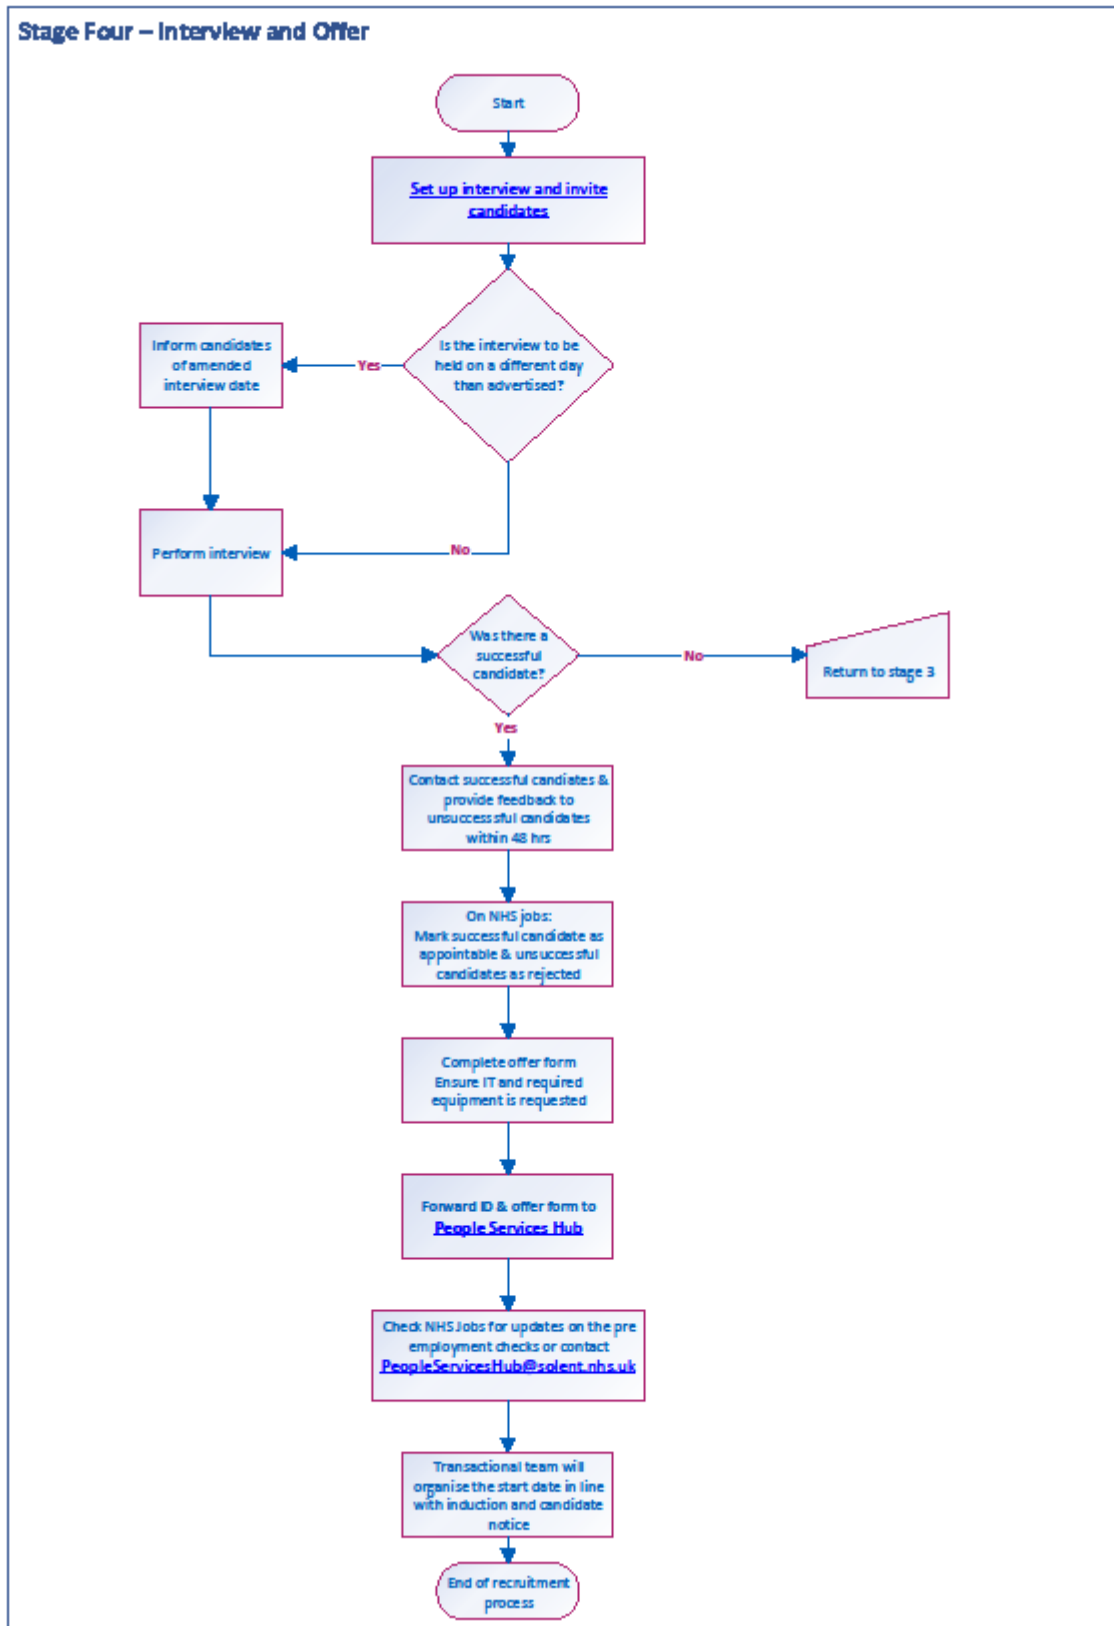 Stage Four – Interview and Offer
Start
Set up interview and invite
candidates
Is the interview to be
held on a different day
than advertised?
Yes
Inform candidates
of amended
interview date
No
Perform interview
Was there a
successful
candidate?
No
Return to stage 3
Yes
Contact successful candiates &
provide feedback to
unsuccessful candidates
within 48 hrs
On NHS jobs:
Mark successful candidate as
appointable & unsuccessful
candidates as rejected
Complete offer form
Ensure IT and required
equipment is requested
Forward ID & offer form to
People Services Hub
Check NHS Jobs for updates on the pre
employment checks or contact
PeopleServicesHub@solent.nhs.uk
Transactional team will
organise the start date in line
with induction and candidate
notice
End of recruitment
process